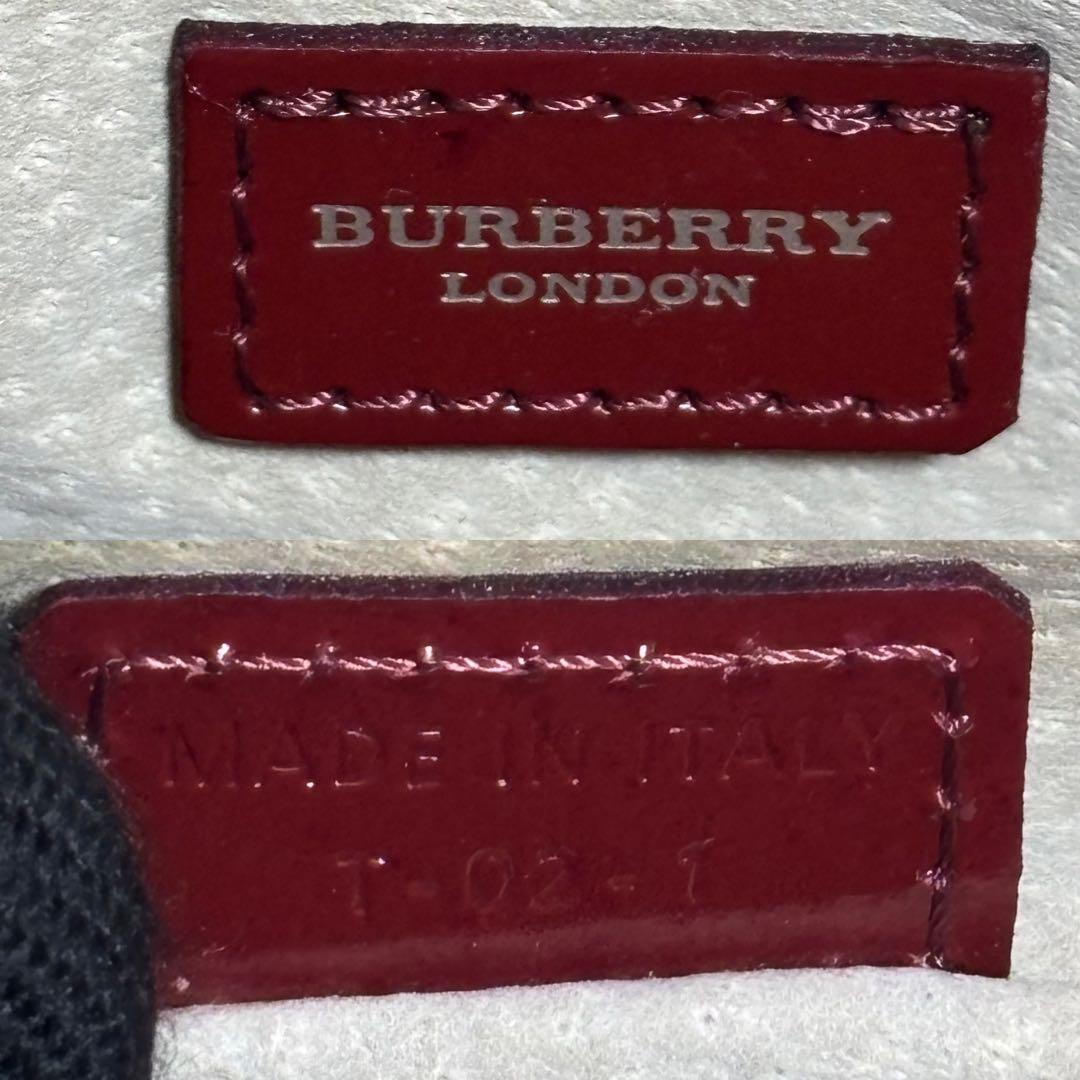 BURBERRY
LONDON
MADE IN ITALY
T-02-1